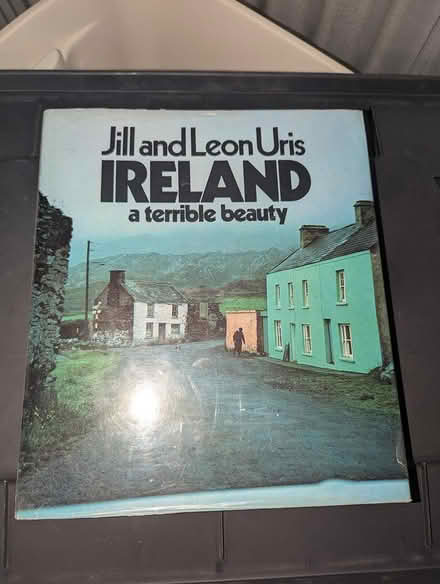 Jill and Leon Uris
IRELAND
a terrible beauty